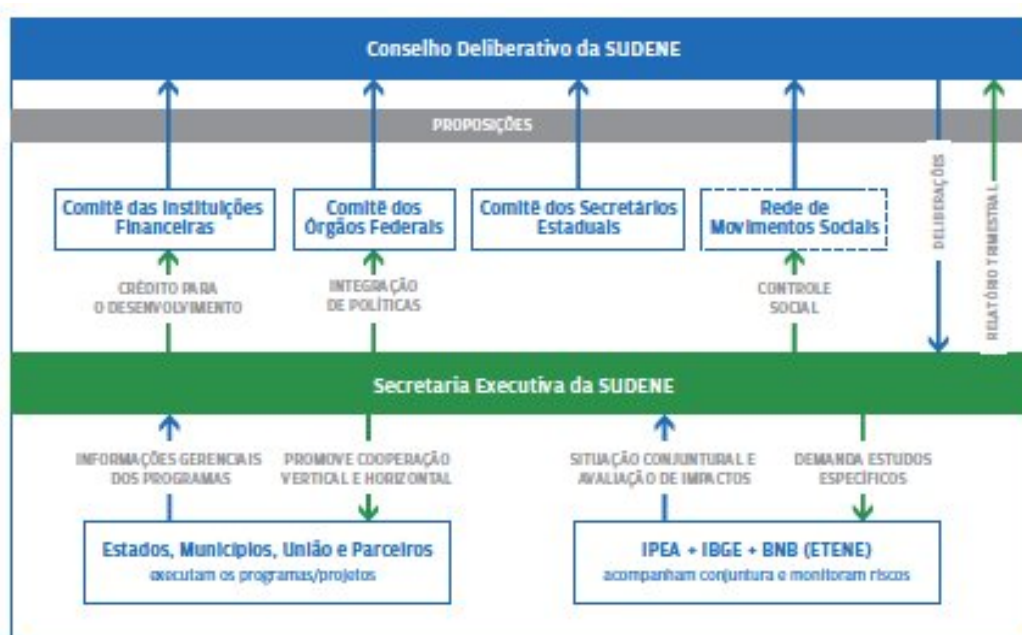 Conselho Deliberativo da SUDENE
PROPOSIÇÕES
Comitê das Instituições
Financeiras
Comitê dos
Órgãos Federais
Comitê dos Secretários
Estaduais
Rede de
Movimentos Sociais
DELIBERAÇÕES
RELATÓRIO TRIMESTRAL
CRÉDITO PARA
O DESENVOLVIMENTO
INTEGRAÇÃO
DE POLÍTICAS
CONTROLE
SOCIAL
Secretaria Executiva da SUDENE
INFORMAÇÕES GERENCIAIS
DOS PROGRAMAS
PROMOVE COOPERAÇÃO
VERTICAL E HORIZONTAL
SITUAÇÃO CONJUNTURAL E
AVALIAÇÃO DE IMPACTOS
DEMANDA ESTUDOS
ESPECÍFICOS
Estados, Municípios, União e Parceiros
executam os programas/projetos
IPEA + IBGE + BNB (ETENE)
acompanham conjuntura e monitoram riscos